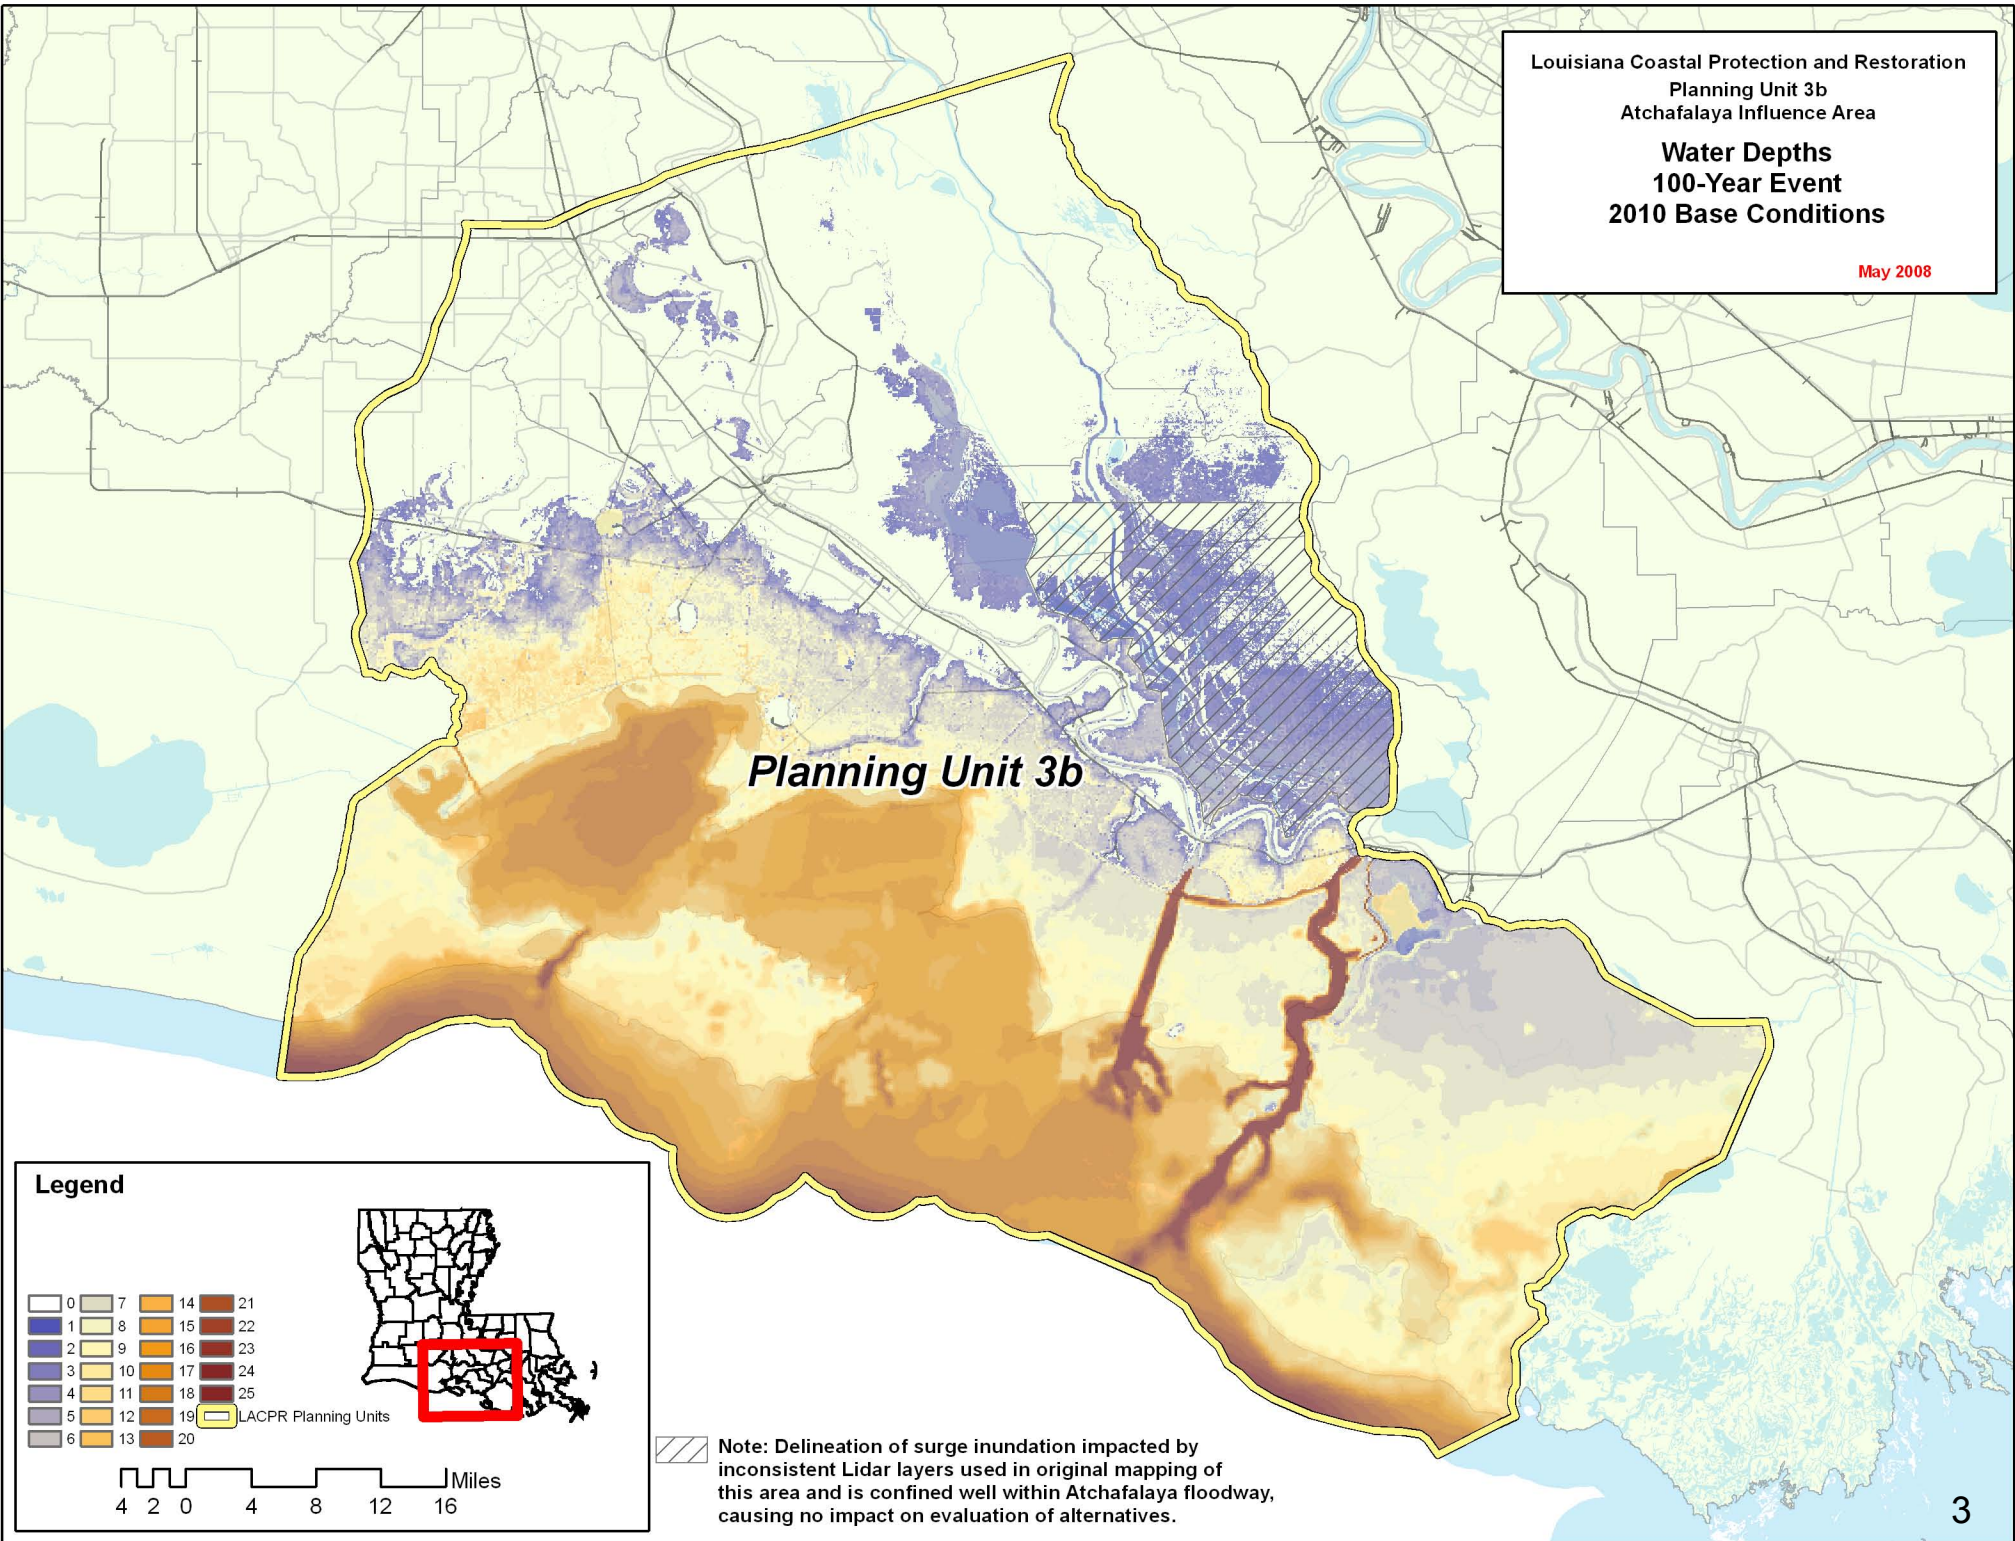 Louisiana Coastal Protection and Restoration
Planning Unit 3b
Atchafalaya Influence Area
Water Depths
100-Year Event
2010 Base Conditions
May 2008
Planning Unit 3b
Legend
0 7 14 21
1 8 15 22
2 9 16 23
3 10 17 24
4 11 18 25
5 12 19 LACPR Planning Units
6 13 20
Miles
4 2 0 4 8 12 16
Note: Delineation of surge inundation impacted by
inconsistent Lidar layers used in original mapping of
this area and is confined well within Atchafalaya floodway,
causing no impact on evaluation of alternatives.
3